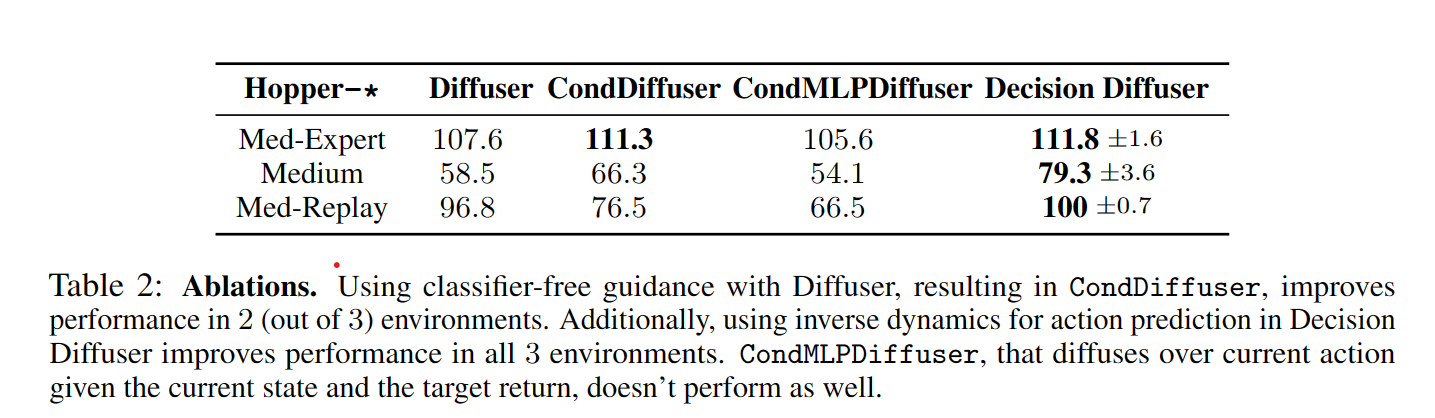 Hopper-⋆ Diffuser CondDiffuser CondMLPDiffuser Decision Diffuser
Med-Expert 107.6 111.3 105.6 111.8 ±1.6
Medium 58.5 66.3 54.1 79.3 ±3.6
Med-Replay 96.8 76.5 66.5 100 ±0.7
Table 2: Ablations. Using classifier-free guidance with Diffuser, resulting in CondDiffuser, improves
performance in 2 (out of 3) environments. Additionally, using inverse dynamics for action prediction in Decision
Diffuser improves performance in all 3 environments. CondMLPDiffuser, that diffuses over current action
given the current state and the target return, doesn't perform as well.